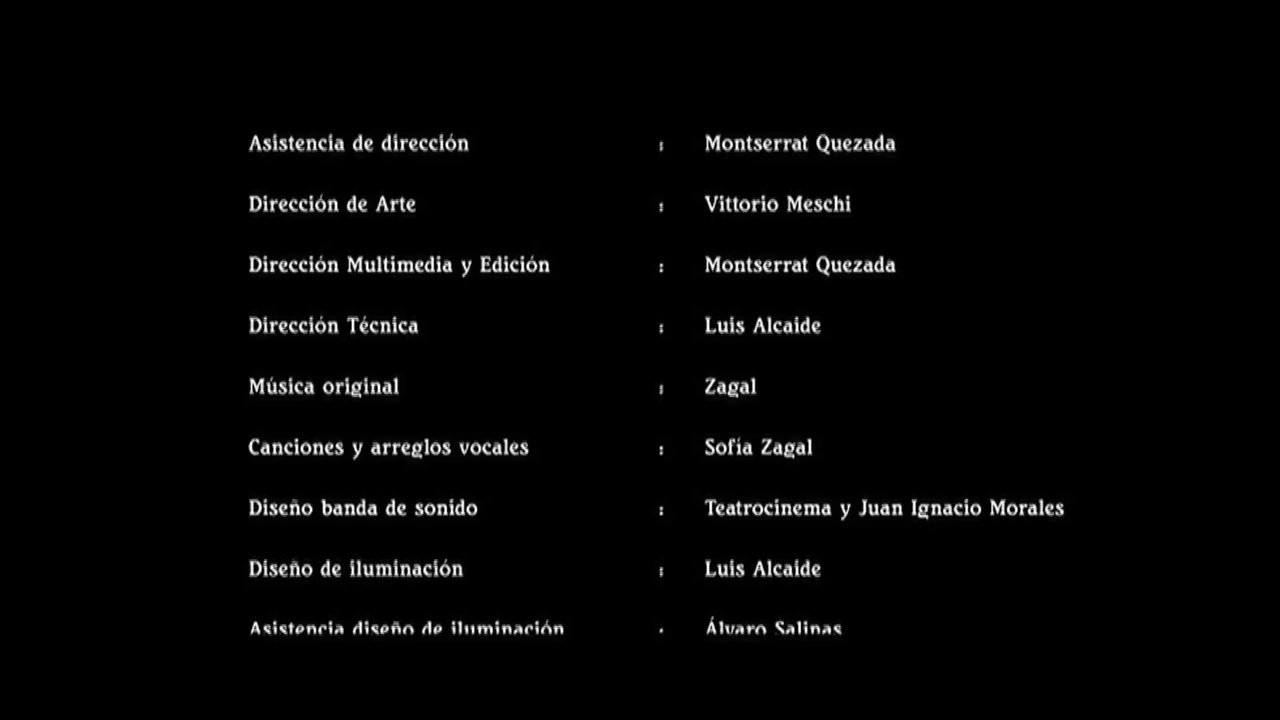 Asistencia de dirección : Montserrat Quezada
Dirección de Arte : Vittorio Meschi
Dirección Multimedia y Edición : Montserrat Quezada
Dirección Técnica : Luis Alcaide
Música original : Zagal
Canciones y arreglos vocales : Sofía Zagal
Diseño banda de sonido : Teatrocinema y Juan Ignacio Morales
Diseño de iluminación : Luis Alcaide
Asistencia diseño de iluminación : Álvaro Salinas